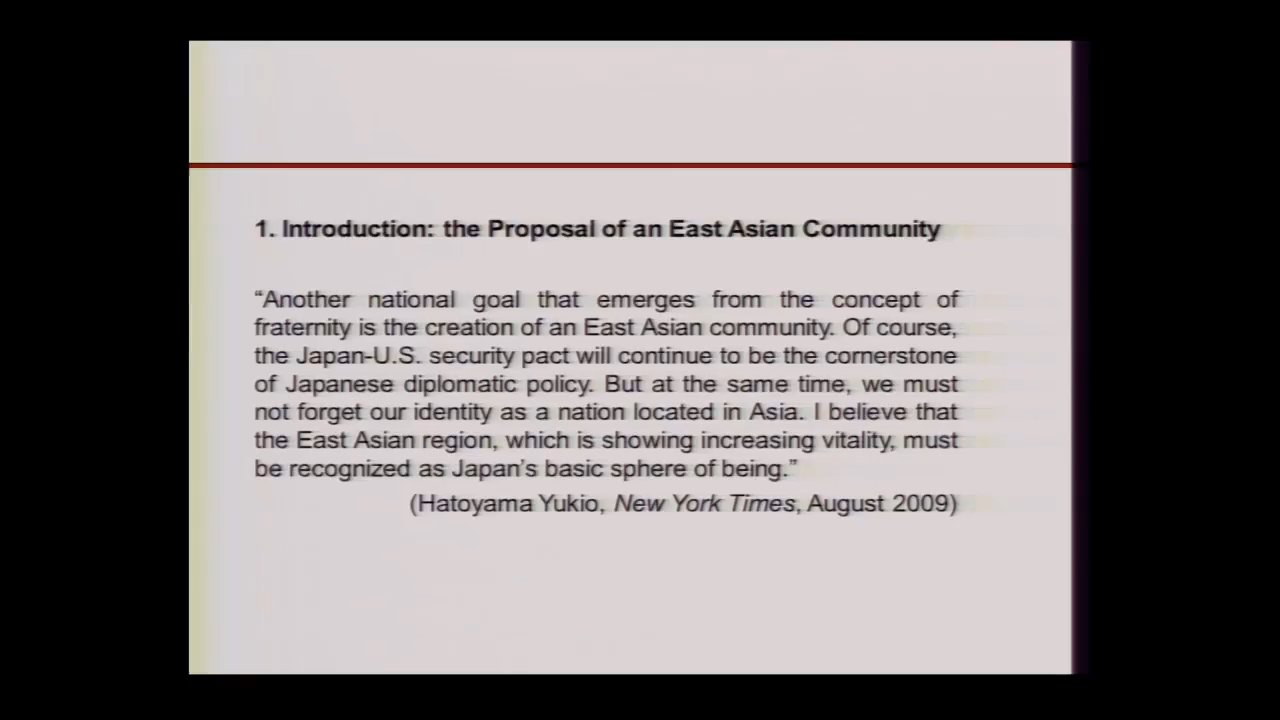 1. Introduction: the Proposal of an East Asian Community
“Another national goal that emerges from the concept of
fraternity is the creation of an East Asian community. Of course,
the Japan-U.S. security pact will continue to be the cornerstone
of Japanese diplomatic policy. But at the same time, we must
not forget our identity as a nation located in Asia. I believe that
the East Asian region, which is showing increasing vitality, must
be recognized as Japan’s basic sphere of being.”
(Hatoyama Yukio, New York Times, August 2009)